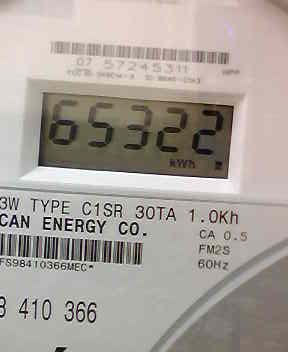 07 57245311
65322
kWh
3W TYPE C1SR 30TA 1.0Kh
CAN ENERGY CO.
CA 0.5
FM2S
60Hz
FS98410366MEC*
8 410 366